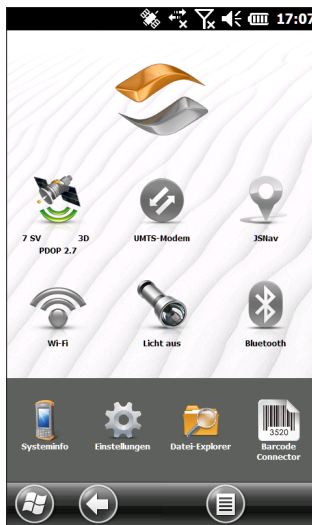 17:07
7 SV 3D
PDOP 2.7
UMTS-Modem
JSNav
Wi-Fi
Licht aus
Bluetooth
3520
Systeminfo
Einstellungen
Datei-Explorer
Barcode
Connector